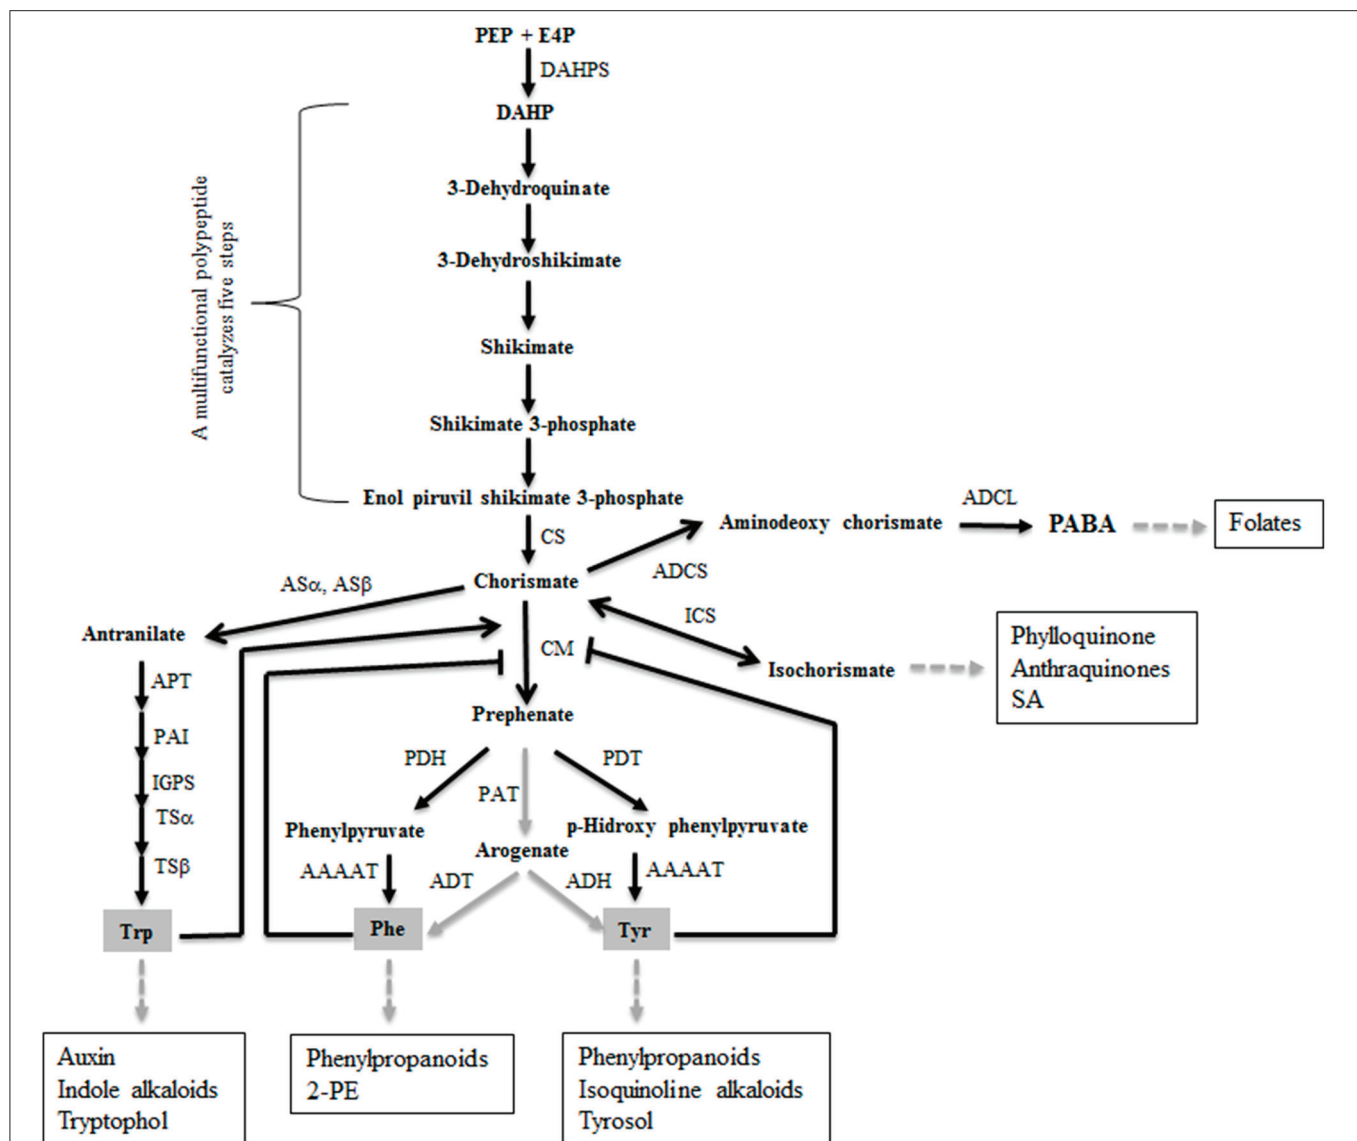 PEP + E4P
DAHPS
DAHP
3-Dehydroquinate
3-Dehydroshikimate
Shikimate
Shikimate 3-phosphate
Enol piruvil shikimate 3-phosphate
A multifunctional polypeptide
catalyzes five steps
CS
Chorismate
ADCS
Aminodeoxy chorismate
ADCL
PABA
Folates
ICS
Isochorismate
Phylloquinone
Anthraquinones
SA
ASα, ASβ
Antranilate
APT
PAI
IGPS
TSα
TSβ
Trp
CM
Prephenate
PDH
PAT
PDT
Phenylpyruvate
Arogenate
p-Hidroxy phenylpyruvate
AAAAT
ADT
ADH
AAAAT
Phe
Tyr
Auxin
Indole alkaloids
Tryptophol
Phenylpropanoids
2-PE
Phenylpropanoids
Isoquinoline alkaloids
Tyrosol